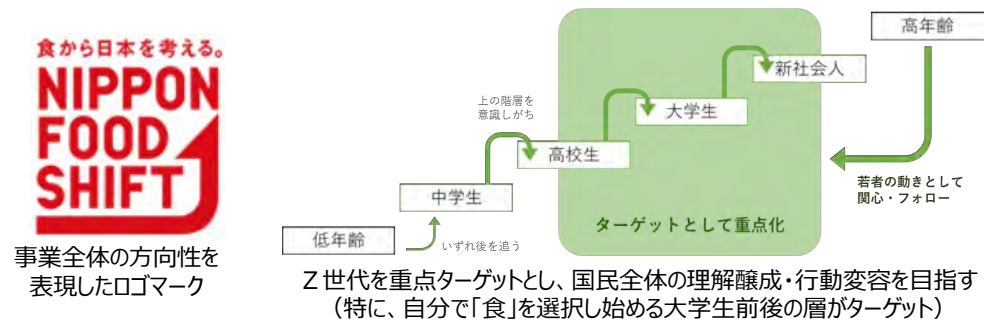 食から日本を考える。
NIPPON
FOOD
SHIFT
事業全体の方向性を
表現したロゴマーク
高年齢
新社会人
上の階層を
意識しがち
大学生
高校生
若者の動きとして
関心・フォロー
中学生
ターゲットとして重点化
低年齢
いずれ後を追う
Z世代を重点ターゲットとし、国民全体の理解醸成・行動変容を目指す
（特に、自分で「食」を選択し始める大学生前後の層がターゲット）